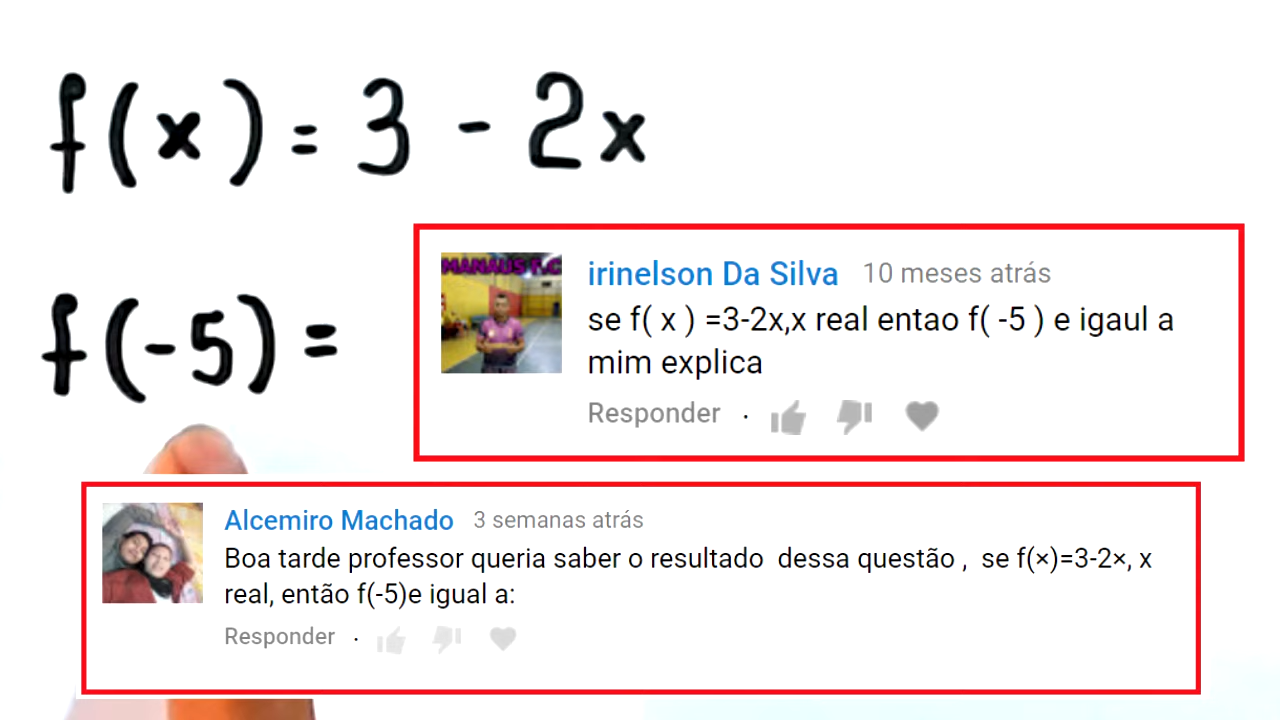 f(x) = 3 - 2x
f(-5) =
MANAUS F.C
irinelson Da Silva 10 meses atrás
se f( x ) =3-2x,x real entao f( -5 ) e igaul a
mim explica
Responder ·
Alcemiro Machado 3 semanas atrás
Boa tarde professor queria saber o resultado dessa questão , se f(×)=3-2×, x
real, então f(-5)e igual a:
Responder ·